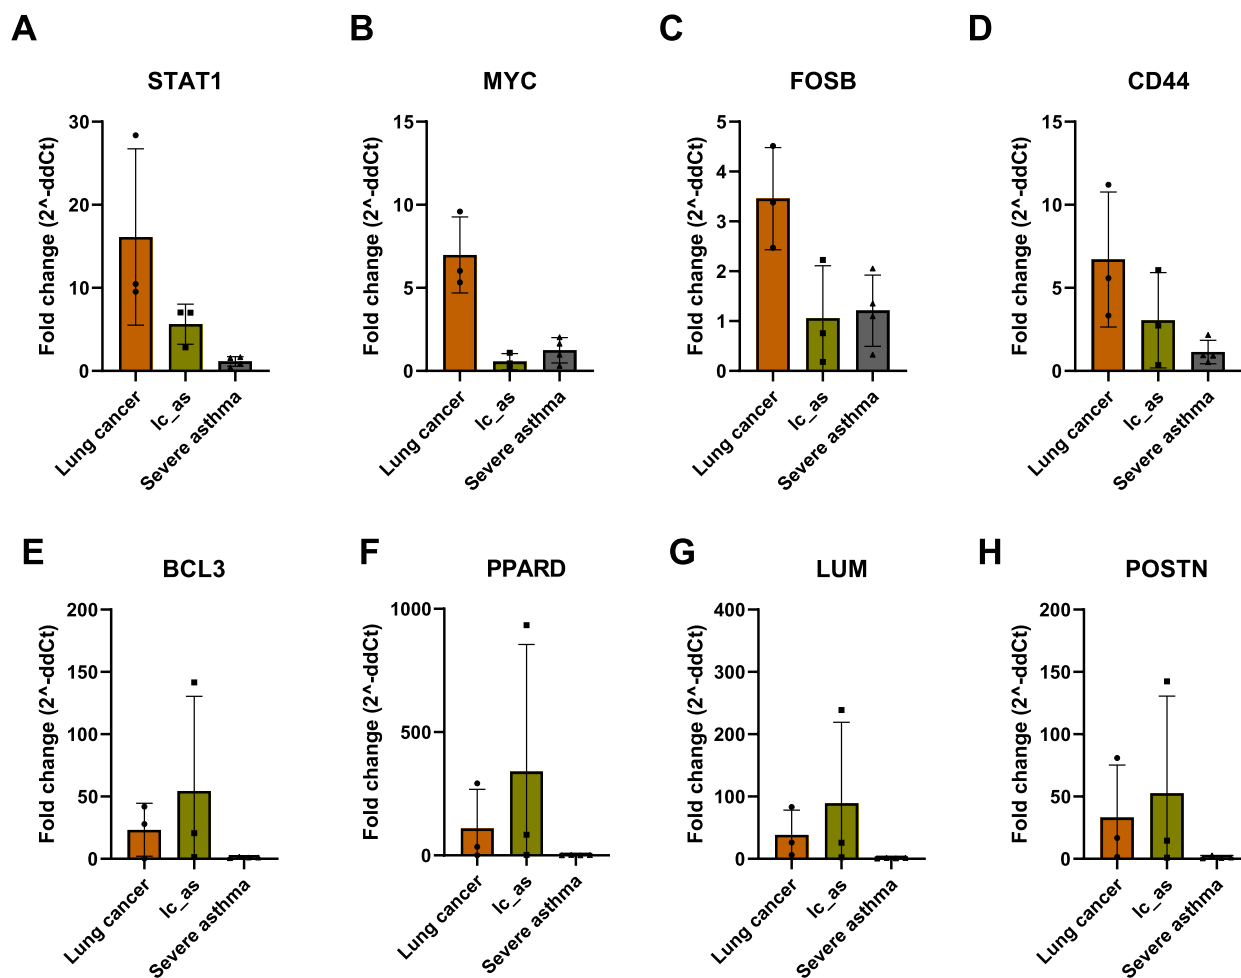 A
B
C
D
STAT1
MYC
FOSB
CD44
Fold change (2^-ddCt)
30
20
10
0
Lung cancer
lc_as
Severe asthma
Fold change (2^-ddCt)
15
10
5
0
Lung cancer
lc_as
Severe asthma
Fold change (2^-ddCt)
5
4
3
2
1
0
Lung cancer
lc_as
Severe asthma
Fold change (2^-ddCt)
15
10
5
0
Lung cancer
lc_as
Severe asthma
E
F
G
H
BCL3
PPARD
LUM
POSTN
Fold change (2^-ddCt)
200
150
100
50
0
Lung cancer
lc_as
Severe asthma
Fold change (2^-ddCt)
1000
500
0
Lung cancer
lc_as
Severe asthma
Fold change (2^-ddCt)
400
300
200
100
0
Lung cancer
lc_as
Severe asthma
Fold change (2^-ddCt)
200
150
100
50
0
Lung cancer
lc_as
Severe asthma